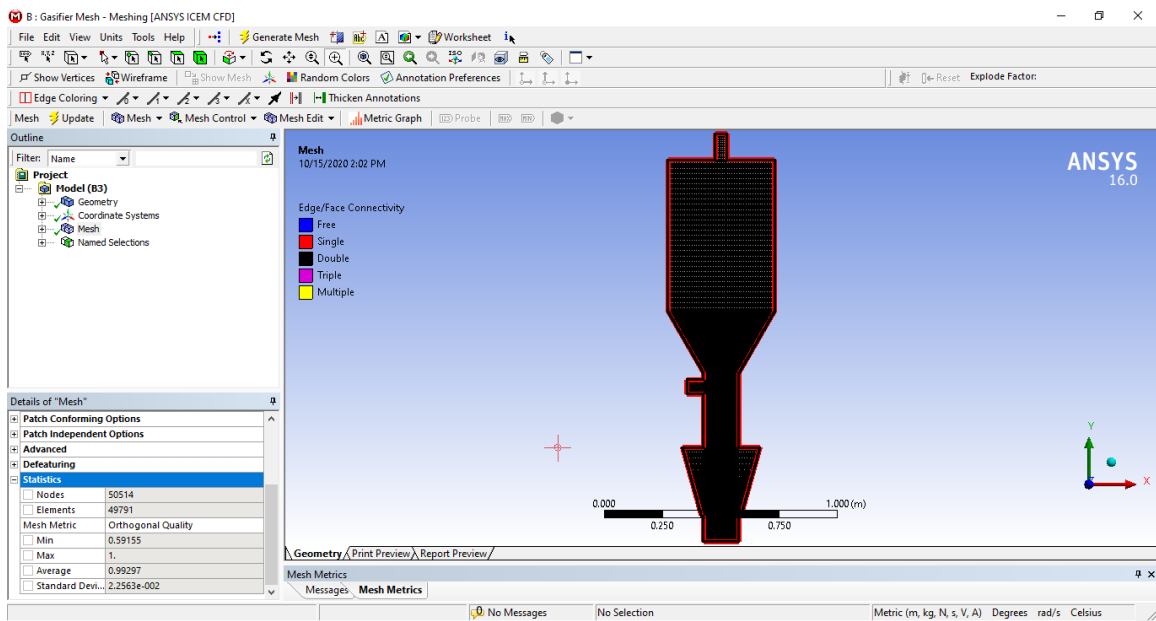 B : Gasifier Mesh - Meshing [ANSYS ICEM CFD]
File Edit View Units Tools Help Generate Mesh A Worksheet
ISO
Show Vertices Wireframe Show Mesh Random Colors Annotation Preferences Reset Explode Factor:
Edge Coloring Thicken Annotations
Mesh Update Mesh Mesh Control Mesh Edit Metric Graph Probe
Outline
Filter: Name
Project
Model (B3)
Geometry
Coordinate Systems
Mesh
Named Selections
Details of "Mesh"
Patch Conforming Options
Patch Independent Options
Advanced
Defeaturing
Statistics
Nodes 50514
Elements 49791
Mesh Metric Orthogonal Quality
Min 0.59155
Max 1.
Average 0.99297
Standard Devi... 2.2563e-002
Mesh
10/15/2020 2:02 PM
Edge/Face Connectivity
Free
Single
Double
Triple
Multiple
ANSYS
16.0
Y
X
0.000 1.000 (m)
0.250 0.750
Geometry Print Preview Report Preview
Mesh Metrics
Messages Mesh Metrics
0 No Messages No Selection Metric (m, kg, N, s, V, A) Degrees rad/s Celsius